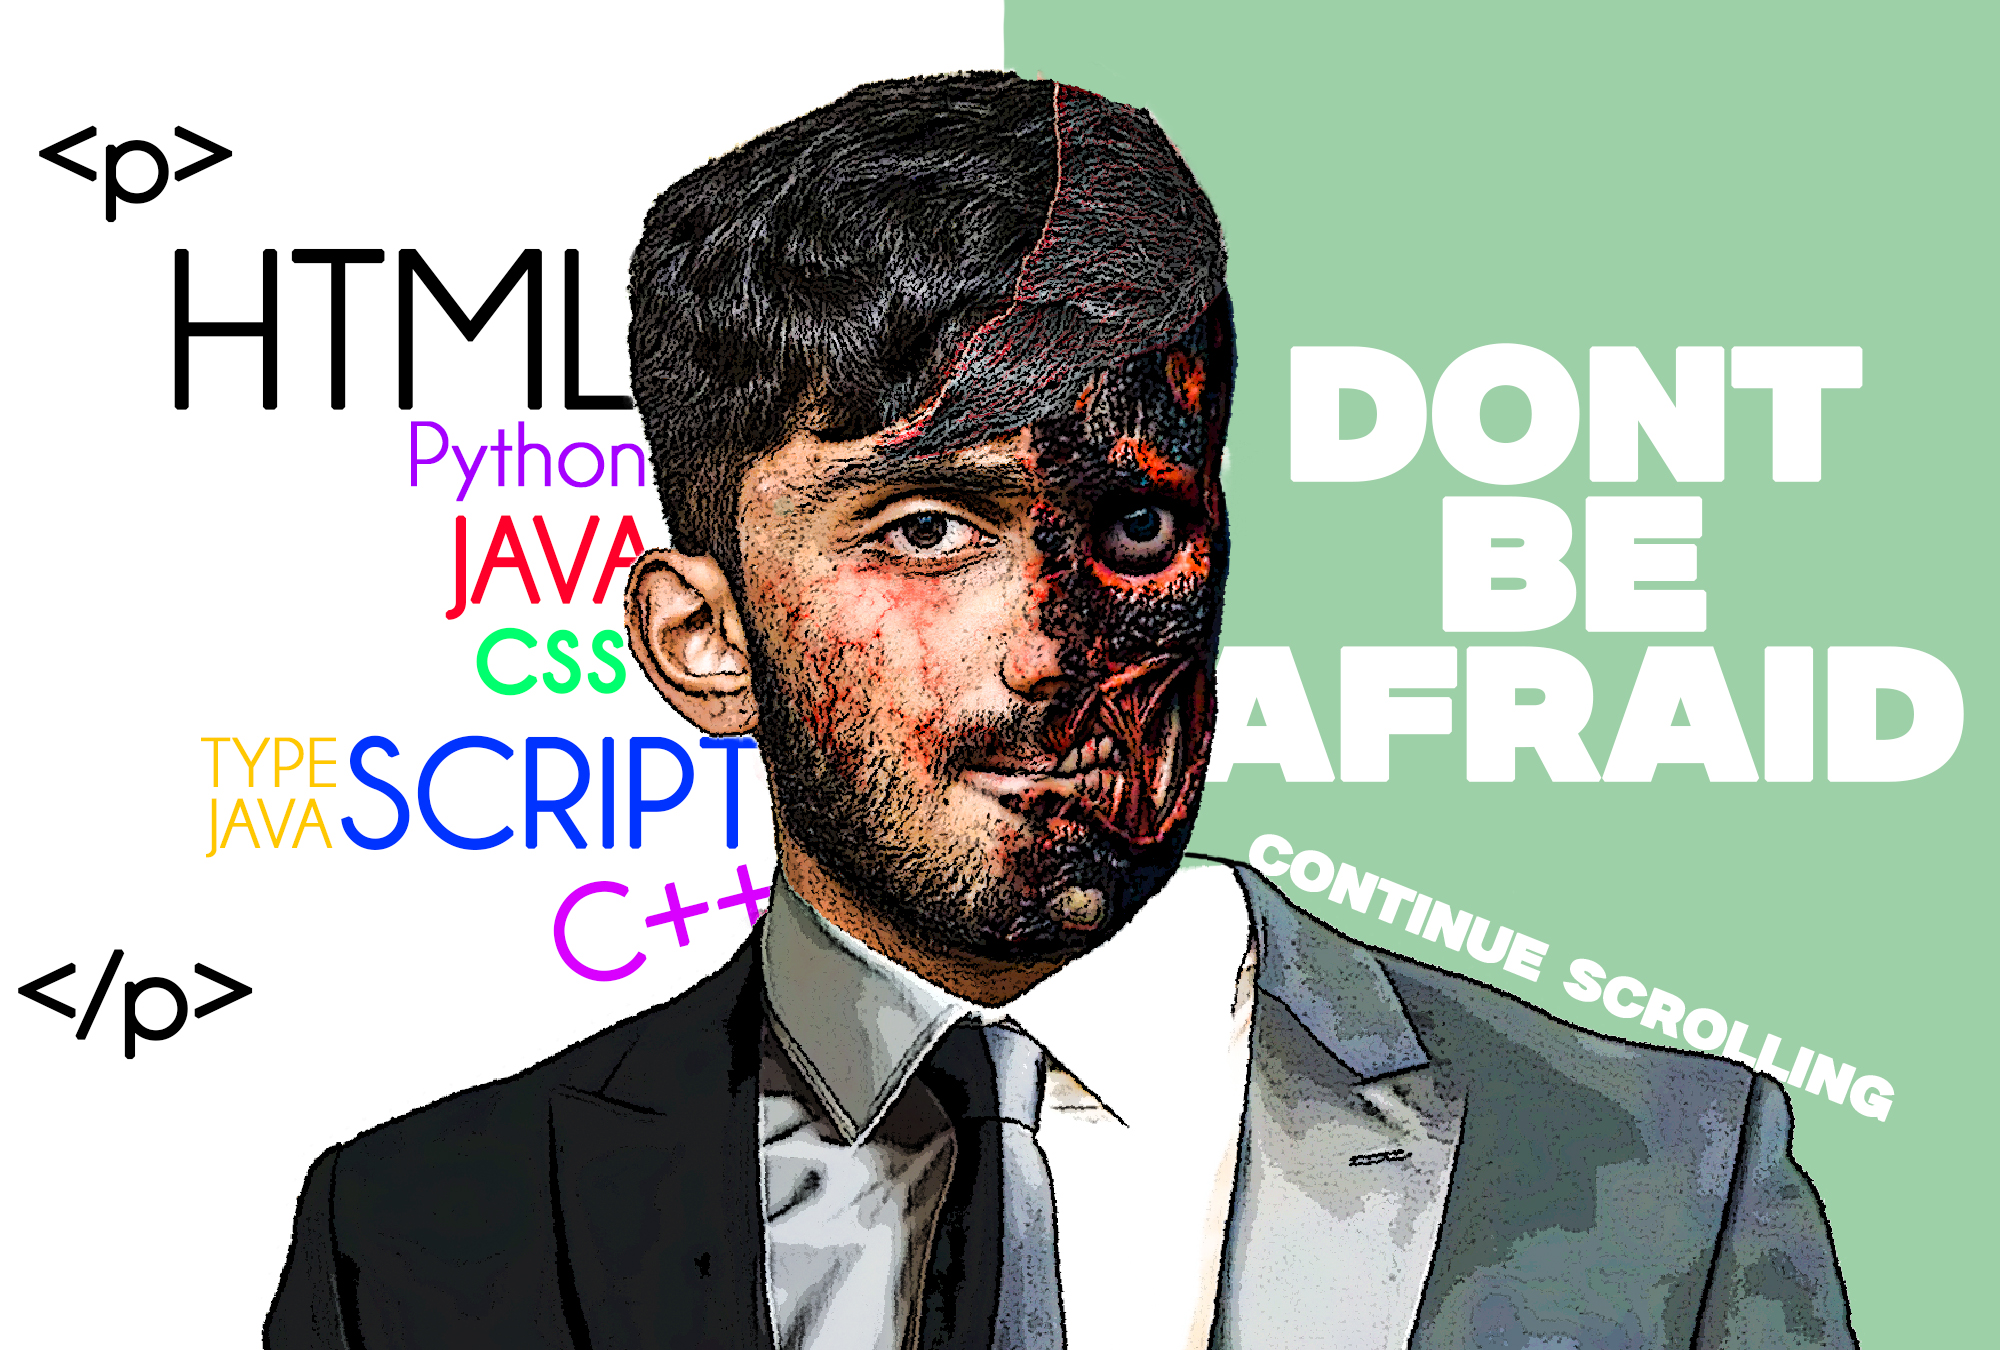 <p>
HTML
Python
JAVA
CSS
TYPE
JAVA
SCRIPT
C++
</p>
DONT
BE
AFRAID
CONTINUE SCROLLING